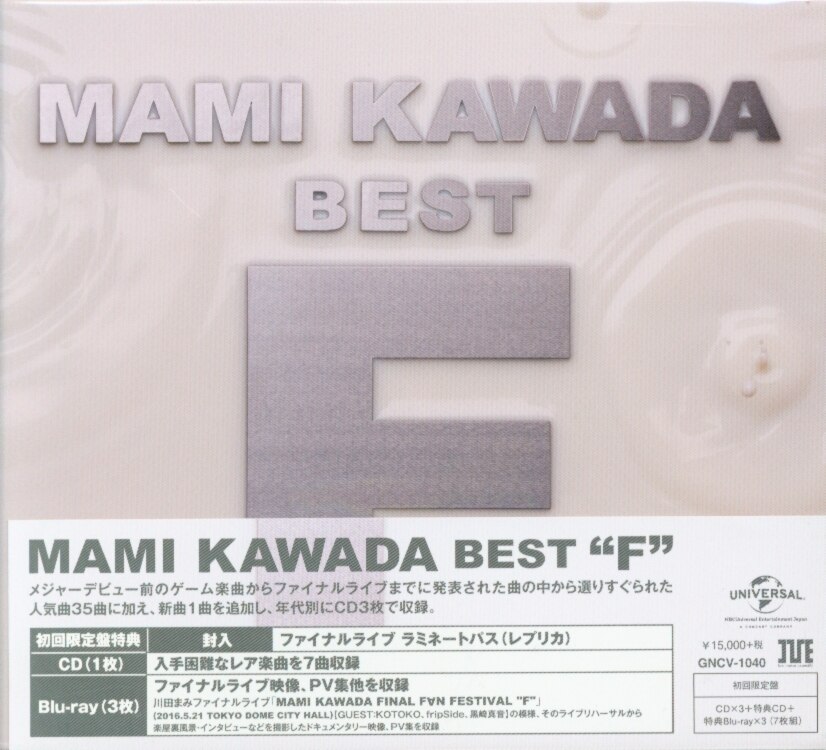 MAMI KAWADA
BEST
F
MAMI KAWADA BEST “F”
メジャーデビュー前のゲーム楽曲からファイナルライブまでに発表された曲の中から選りすぐられた
人気曲35曲に加え、新曲1曲を追加し、年代別にCD3枚で収録。
初回限定盤特典
封入
ファイナルライブ ラミネートパス(レプリカ)
CD(1枚)
入手困難なレア楽曲を7曲収録
Blu-ray(3枚)
ファイナルライブ映像、PV集他を収録
川田まみファイナルライブ「MAMI KAWADA FINAL F∀N FESTIVAL "F"」
(2016.5.21 TOKYO DOME CITY HALL)[GUEST:KOTOKO、fripSide、黒崎真音]の模様、そのライブリハーサルから
楽屋裏風景・インタビューなどを撮影したドキュメンタリー映像、PV集を収録
UNIVERSAL
NBCUniversal Entertainment Japan
A COMCAST COMPANY
¥15,000+税
GNCV-1040
初回限定盤
CD×3+特典CD+
特典Blu-ray×3(7枚組)